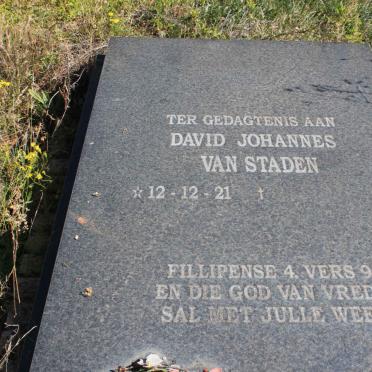 TER GEDAGTENIS AAN
DAVID JOHANNES
VAN STADEN
☆ 12 - 12 - 21 †
FILLIPENSE 4. VERS 9
EN DIE GOD VAN VRED
SAL MET JULLE WEE